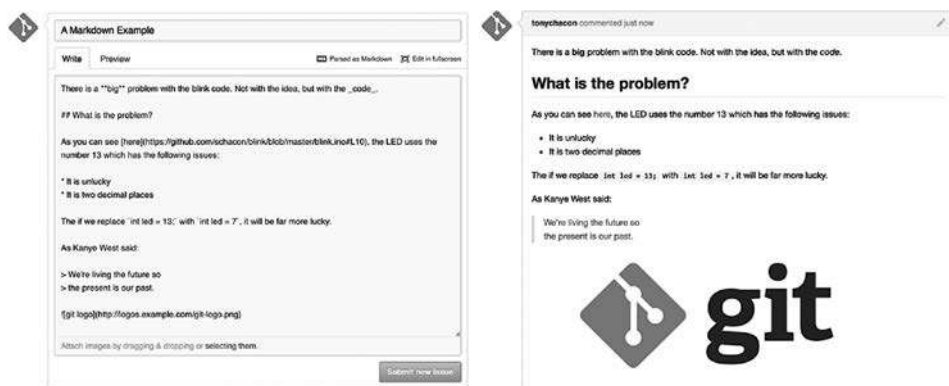 A Markdown Example
Write Preview Parsed as Markdown Edit in fullscreen
There is a **big** problem with the blink code. Not with the idea, but with the _code_.
## What is the problem?
As you can see [here](https://github.com/schacon/blink/blob/master/blink.ino#L10), the LED uses the
number 13 which has the following issues:
* It is unlucky
* It is two decimal places
The if we replace `int led = 13;` with `int led = 7`, it will be far more lucky.
As Kanye West said:
> We're living the future so
> the present is our past.
![git logo](http://logos.example.com/git-logo.png)
Attach images by dragging & dropping or selecting them.
Submit new issue
tonychacon commented just now
There is a big problem with the blink code. Not with the idea, but with the code.
What is the problem?
As you can see here, the LED uses the number 13 which has the following issues:
• It is unlucky
• It is two decimal places
The if we replace int led = 13; with int led = 7, it will be far more lucky.
As Kanye West said:
We're living the future so
the present is our past.
git